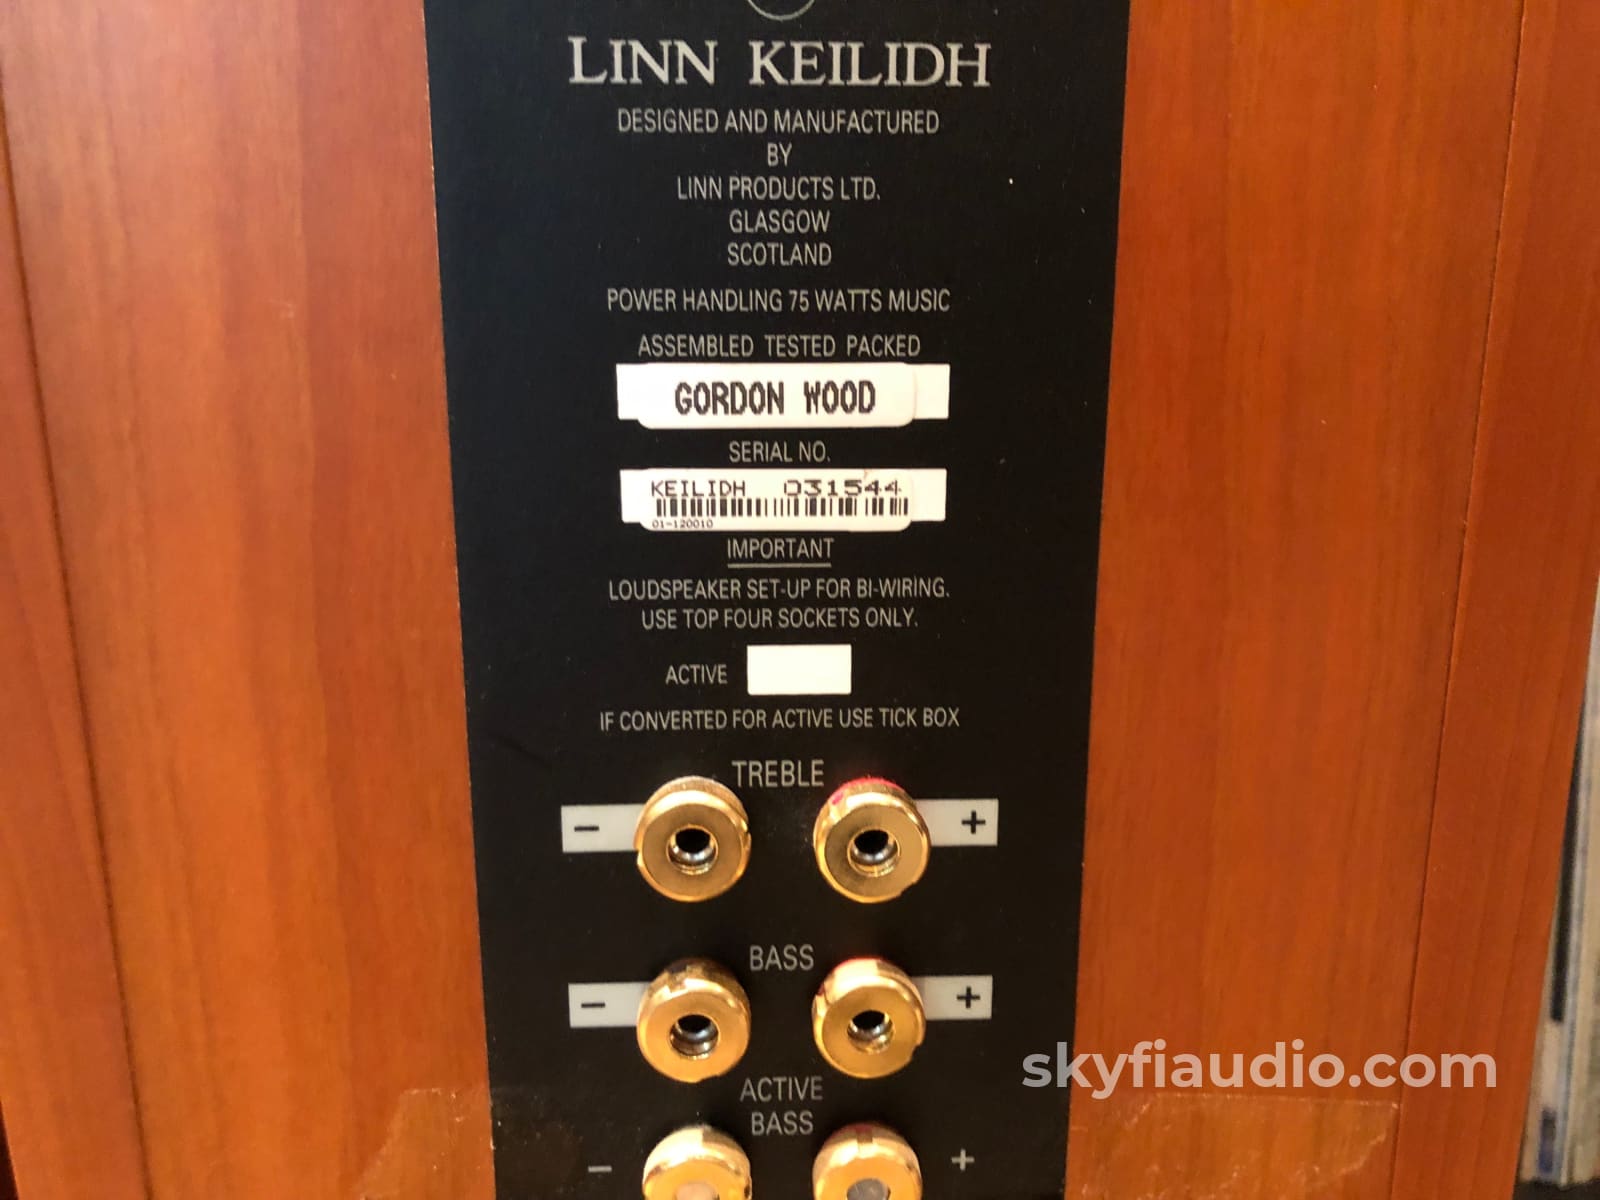 LINN KEILIDH
DESIGNED AND MANUFACTURED
BY
LINN PRODUCTS LTD.
GLASGOW
SCOTLAND
POWER HANDLING 75 WATTS MUSIC
ASSEMBLED TESTED PACKED
GORDON WOOD
SERIAL NO.
KEILIDH 031544
01-120010
IMPORTANT
LOUDSPEAKER SET-UP FOR BI-WIRING.
USE TOP FOUR SOCKETS ONLY.
ACTIVE
IF CONVERTED FOR ACTIVE USE TICK BOX
TREBLE
- +
BASS
- +
skyfiaudio.com
ACTIVE
BASS
- +